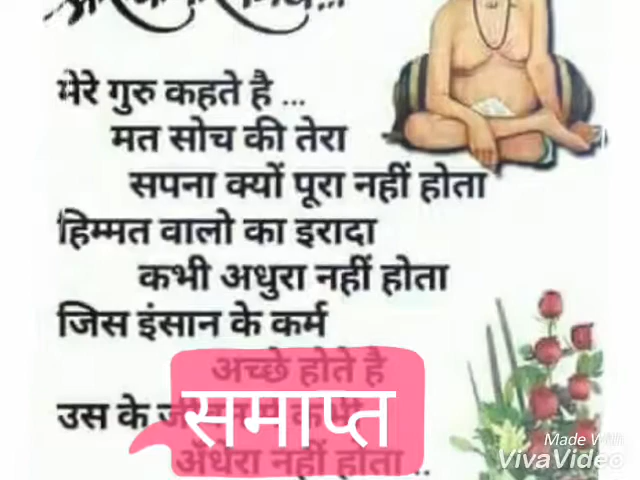 मेरे गुरु कहते है ...
मत सोच की तेरा
सपना क्यों पूरा नहीं होता
हिम्मत वालो का इरादा
कभी अधुरा नहीं होता
जिस इंसान के कर्म
अच्छे होते है
उस के
समाप्त
अँधेरा नहीं होता ..
Made With
VivaVideo